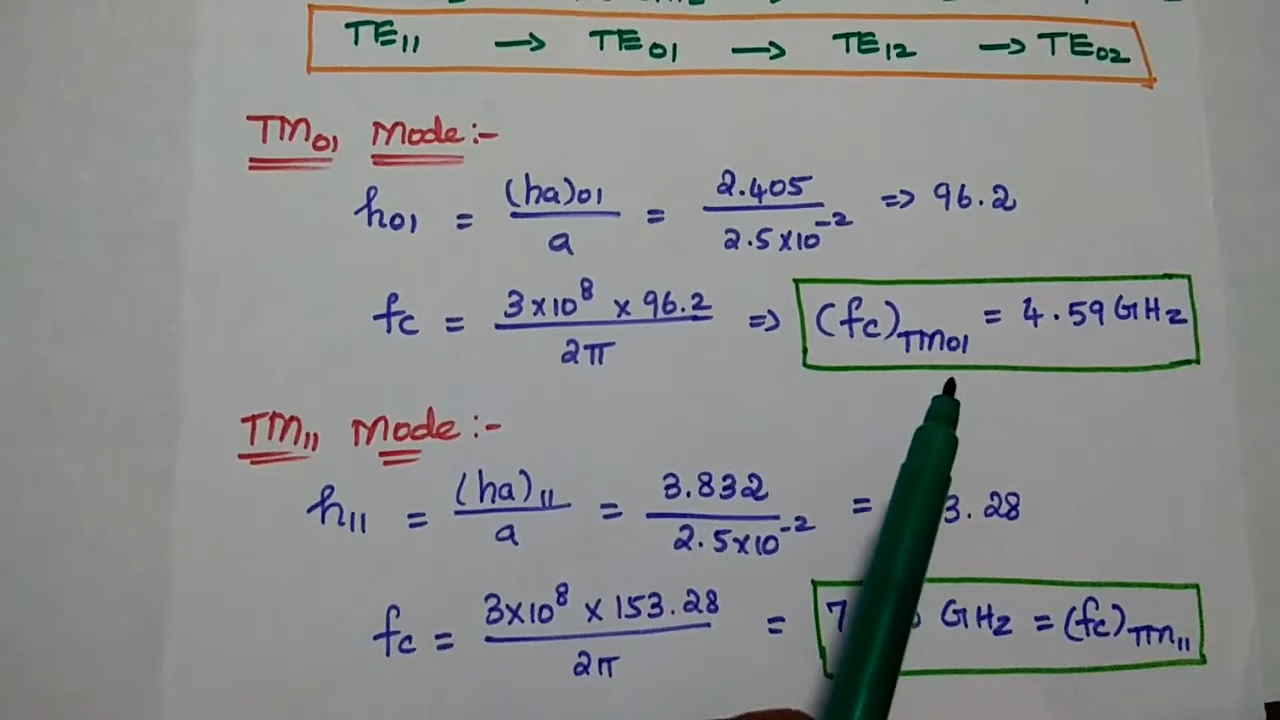 TE11 → TE01 → TE12 → TE02
TM01 Mode:-
h01 = (ha)01 / a = 2.405 / 2.5×10^-2 => 96.2
fc = 3×10^8 × 96.2 / 2π => (fc)TM01 = 4.59 GHz
TM11 Mode:-
h11 = (ha)11 / a = 3.832 / 2.5×10^-2 = 3.28
fc = 3×10^8 × 153.28 / 2π = 7 GHz = (fc)TM11